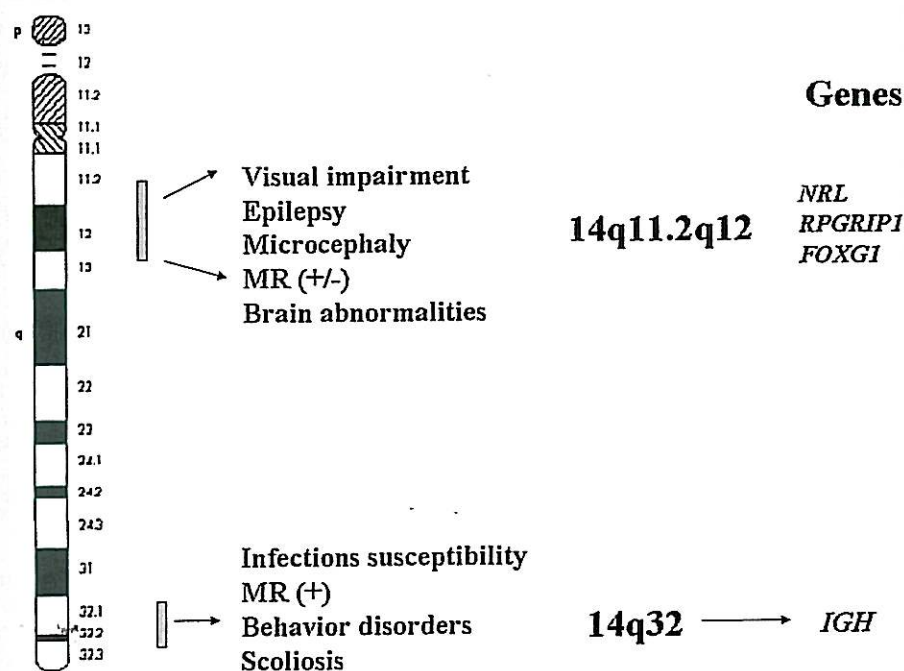 p
13
12
11.2
Genes
11.1
11.1
11.2
Visual impairment
Epilepsy
Microcephaly
MR (+/-)
Brain abnormalities
14q11.2q12
NRL
RPGRIP1
FOXG1
12
13
q
21
22
23
24.1
24.2
24.3
31
32.1
32.2
32.3
Infections susceptibility
MR (+)
Behavior disorders
Scoliosis
14q32
IGH